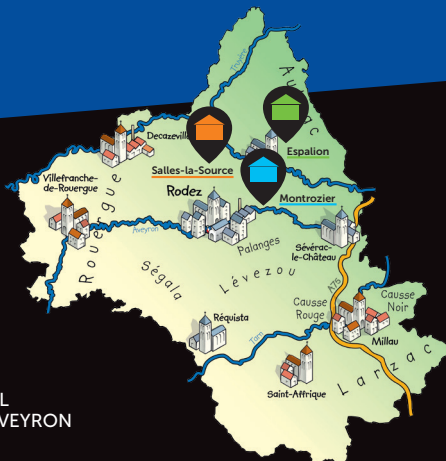 Truyère
Aubrac
Decazeville
Espalion
Salles-la-Source
Villefranche-
de-Rouergue
Rodez
Montrozier
Rouergue
Aveyron
Palanges
Sévérac-
le-Château
Ségala
Lévezou
A75
Causse
Rouge
Causse
Noir
Réquista
Millau
Tarn
Larzac
Saint-Affrique
L
VEYRON